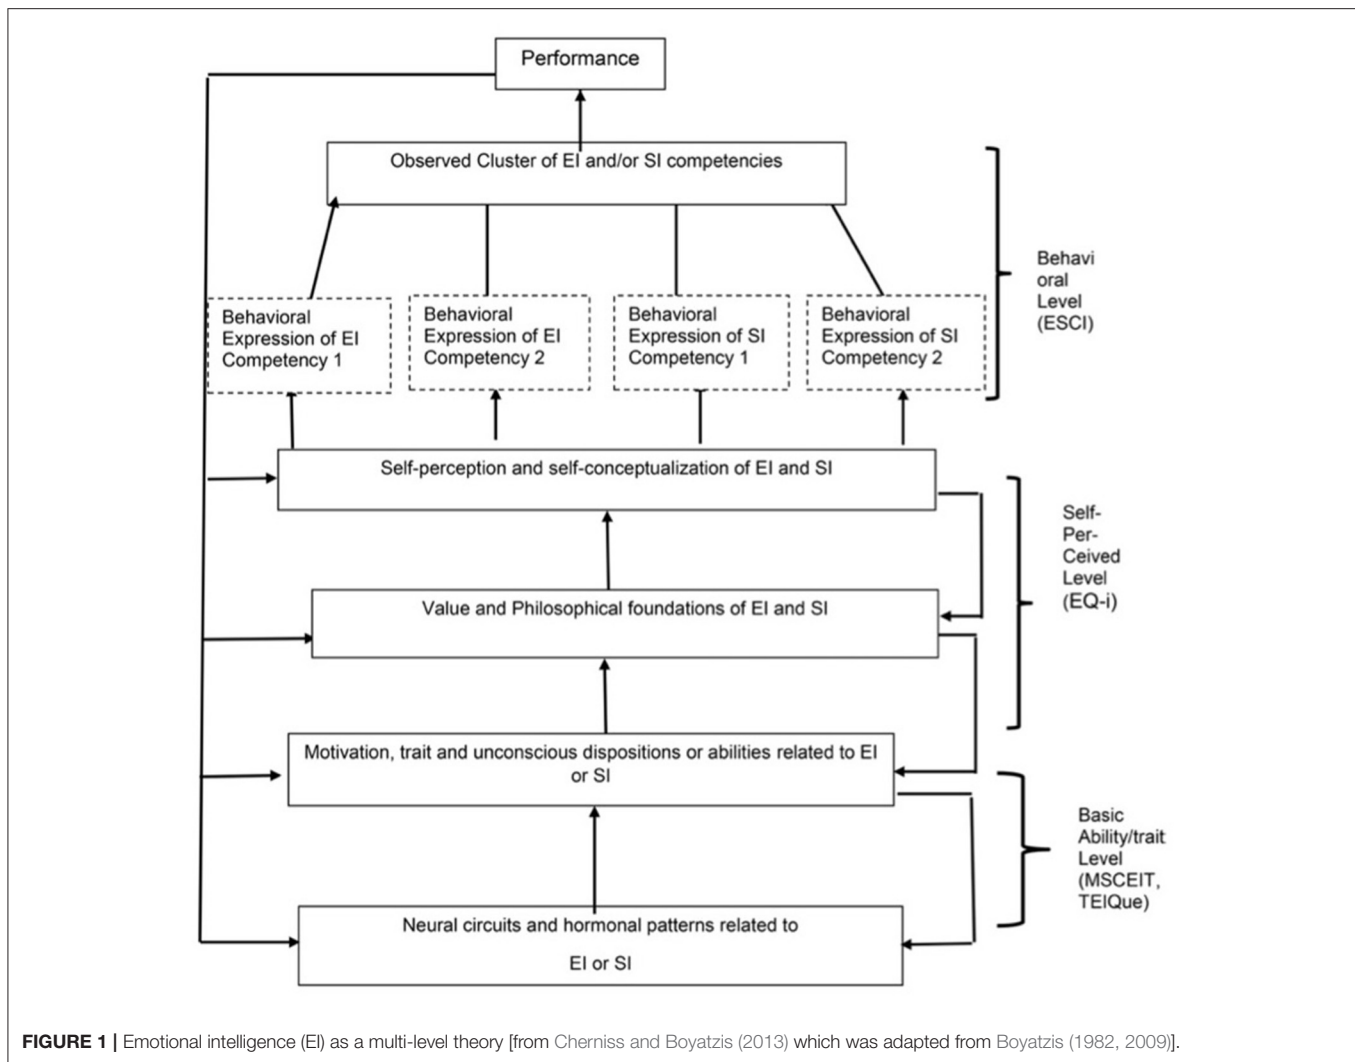 Performance
Observed Cluster of EI and/or SI competencies
Behavioral
Expression of EI
Competency 1
Behavioral
Expression of EI
Competency 2
Behavioral
Expression of SI
Competency 1
Behavioral
Expression of SI
Competency 2
Behavi
oral
Level
(ESCI)
Self-perception and self-conceptualization of EI and SI
Value and Philosophical foundations of EI and SI
Self-
Per-
Ceived
Level
(EQ-i)
Motivation, trait and unconscious dispositions or abilities related to EI
or SI
Neural circuits and hormonal patterns related to
EI or SI
Basic
Ability/trait
Level
(MSCEIT,
TEIQue)
FIGURE 1 | Emotional intelligence (EI) as a multi-level theory [from Cherniss and Boyatzis (2013) which was adapted from Boyatzis (1982, 2009)].